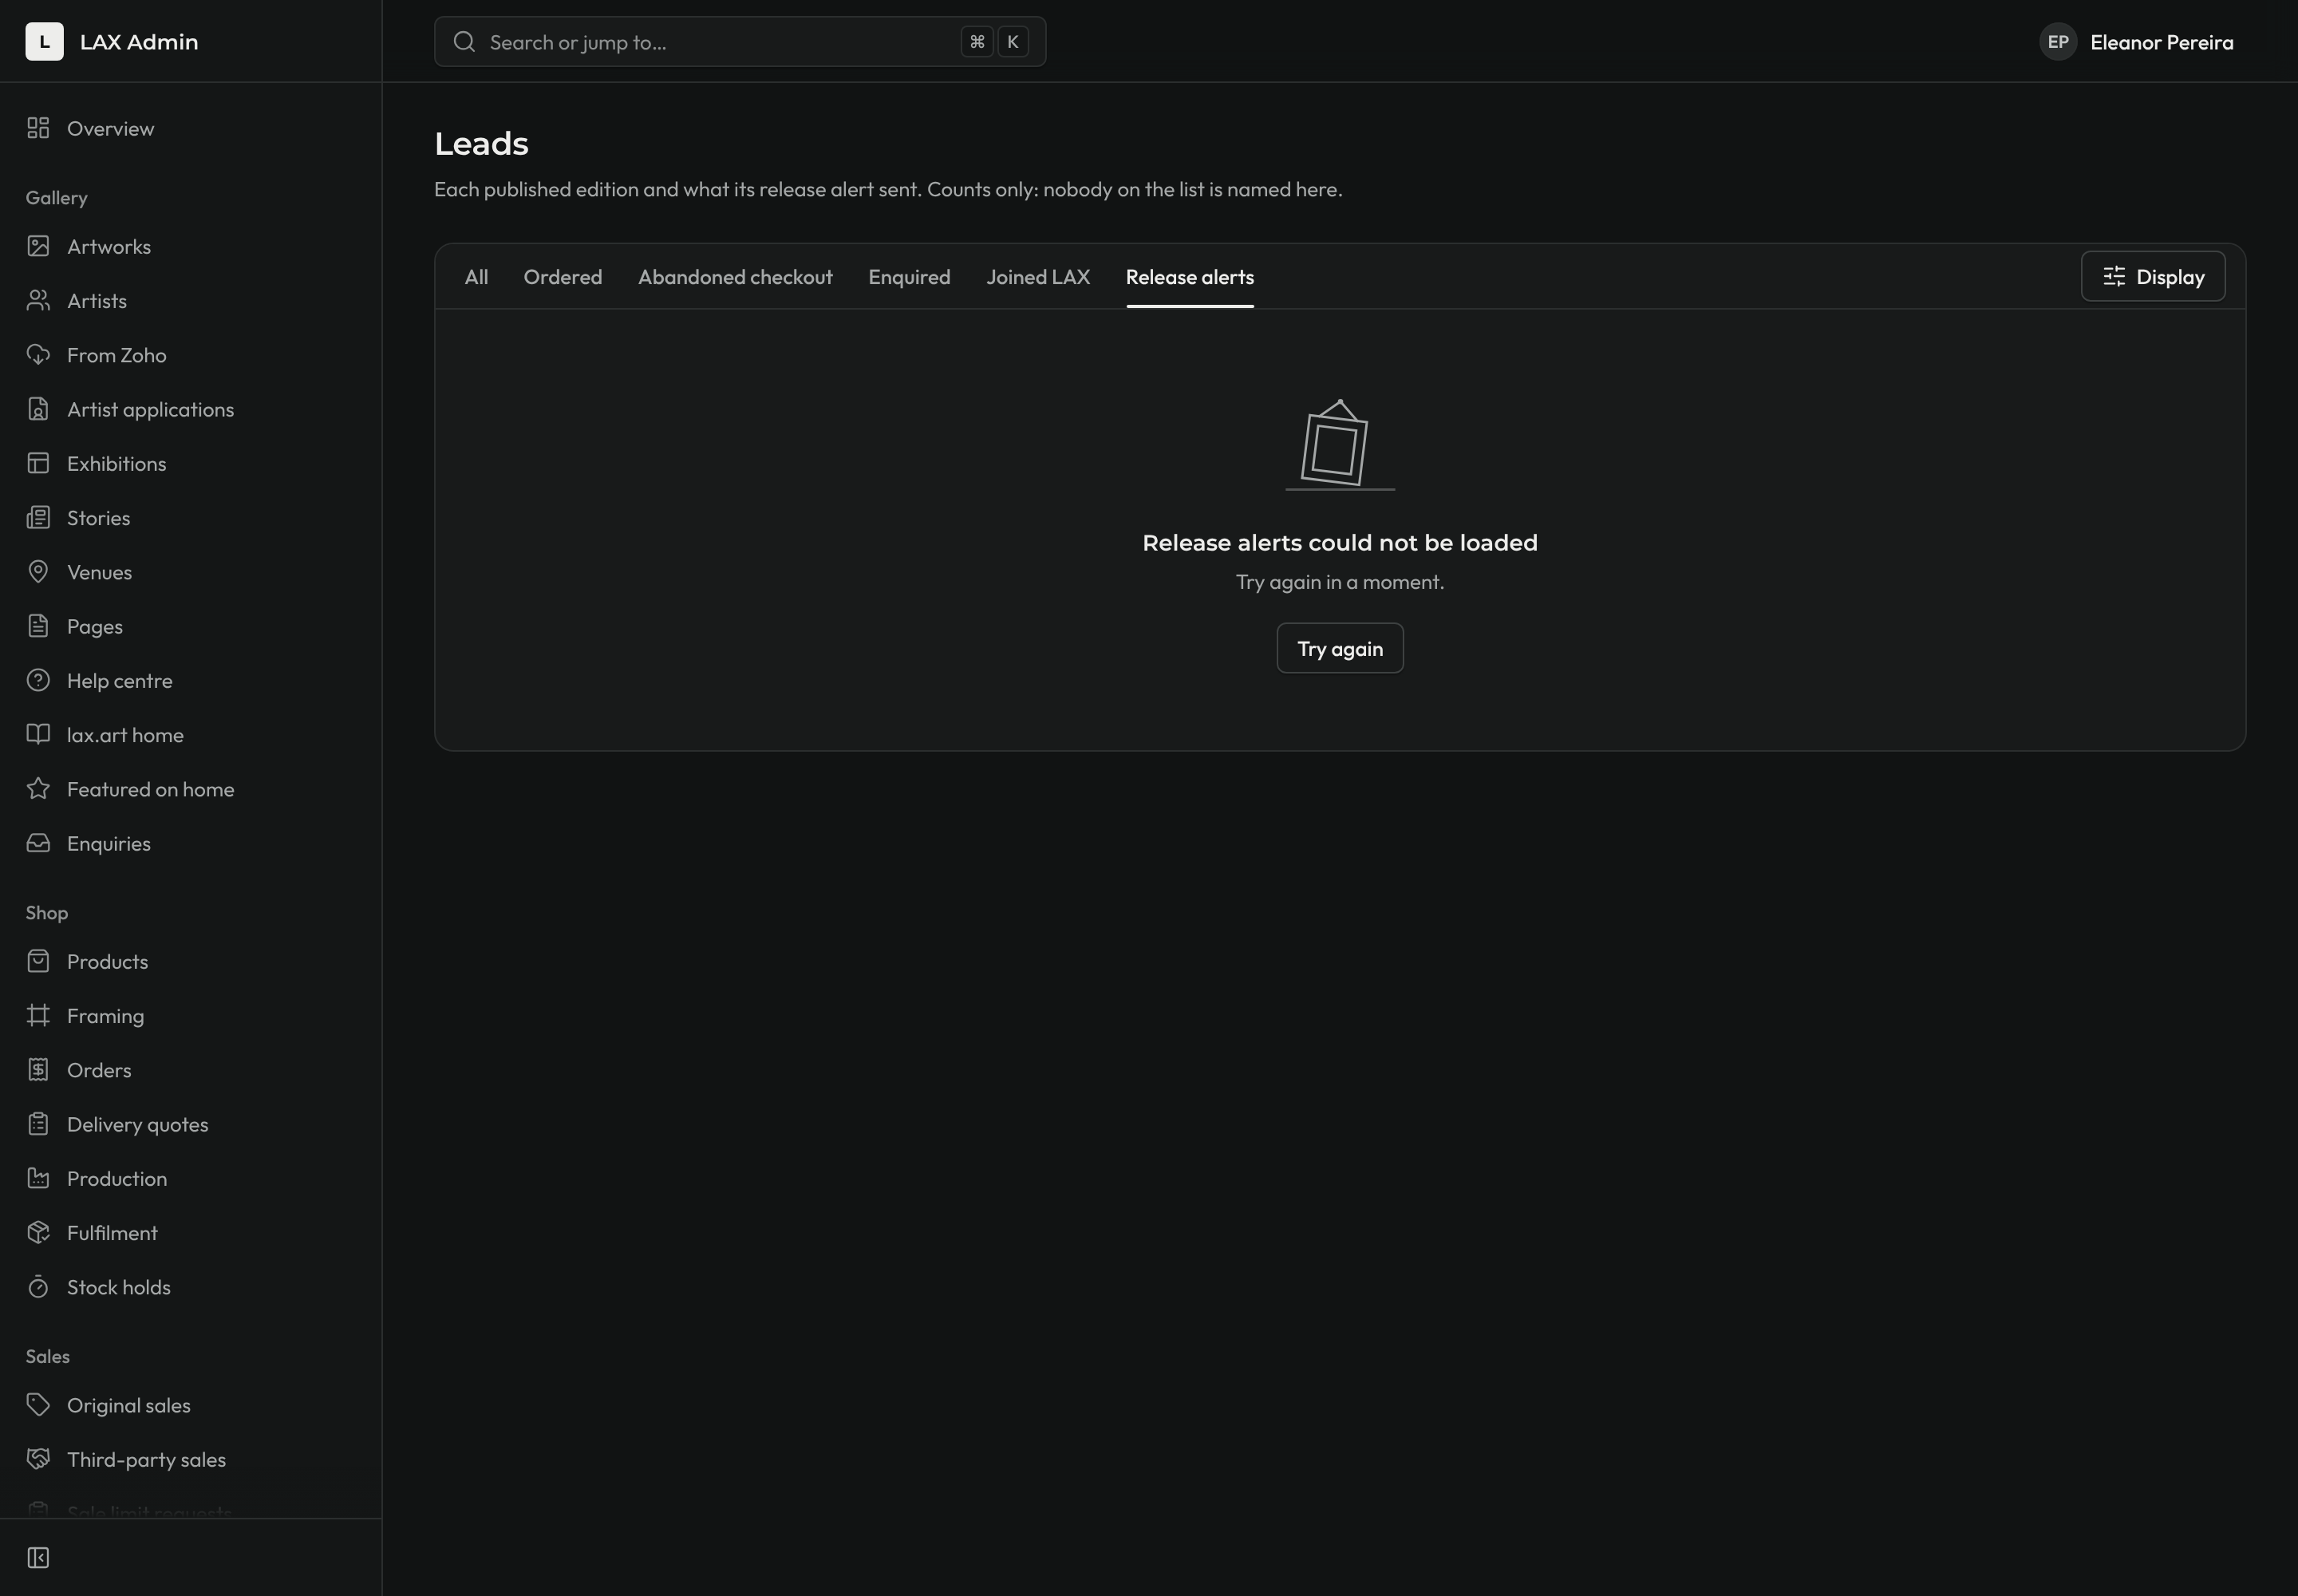 L LAX Admin
Search or jump to...
⌘ K
EP Eleanor Pereira
Overview
Gallery
Artworks
Artists
From Zoho
Artist applications
Exhibitions
Stories
Venues
Pages
Help centre
lax.art home
Featured on home
Enquiries
Shop
Products
Framing
Orders
Delivery quotes
Production
Fulfilment
Stock holds
Sales
Original sales
Third-party sales
Sale limit requests
Leads
Each published edition and what its release alert sent. Counts only: nobody on the list is named here.
All Ordered Abandoned checkout Enquired Joined LAX Release alerts Display
Release alerts could not be loaded
Try again in a moment.
Try again